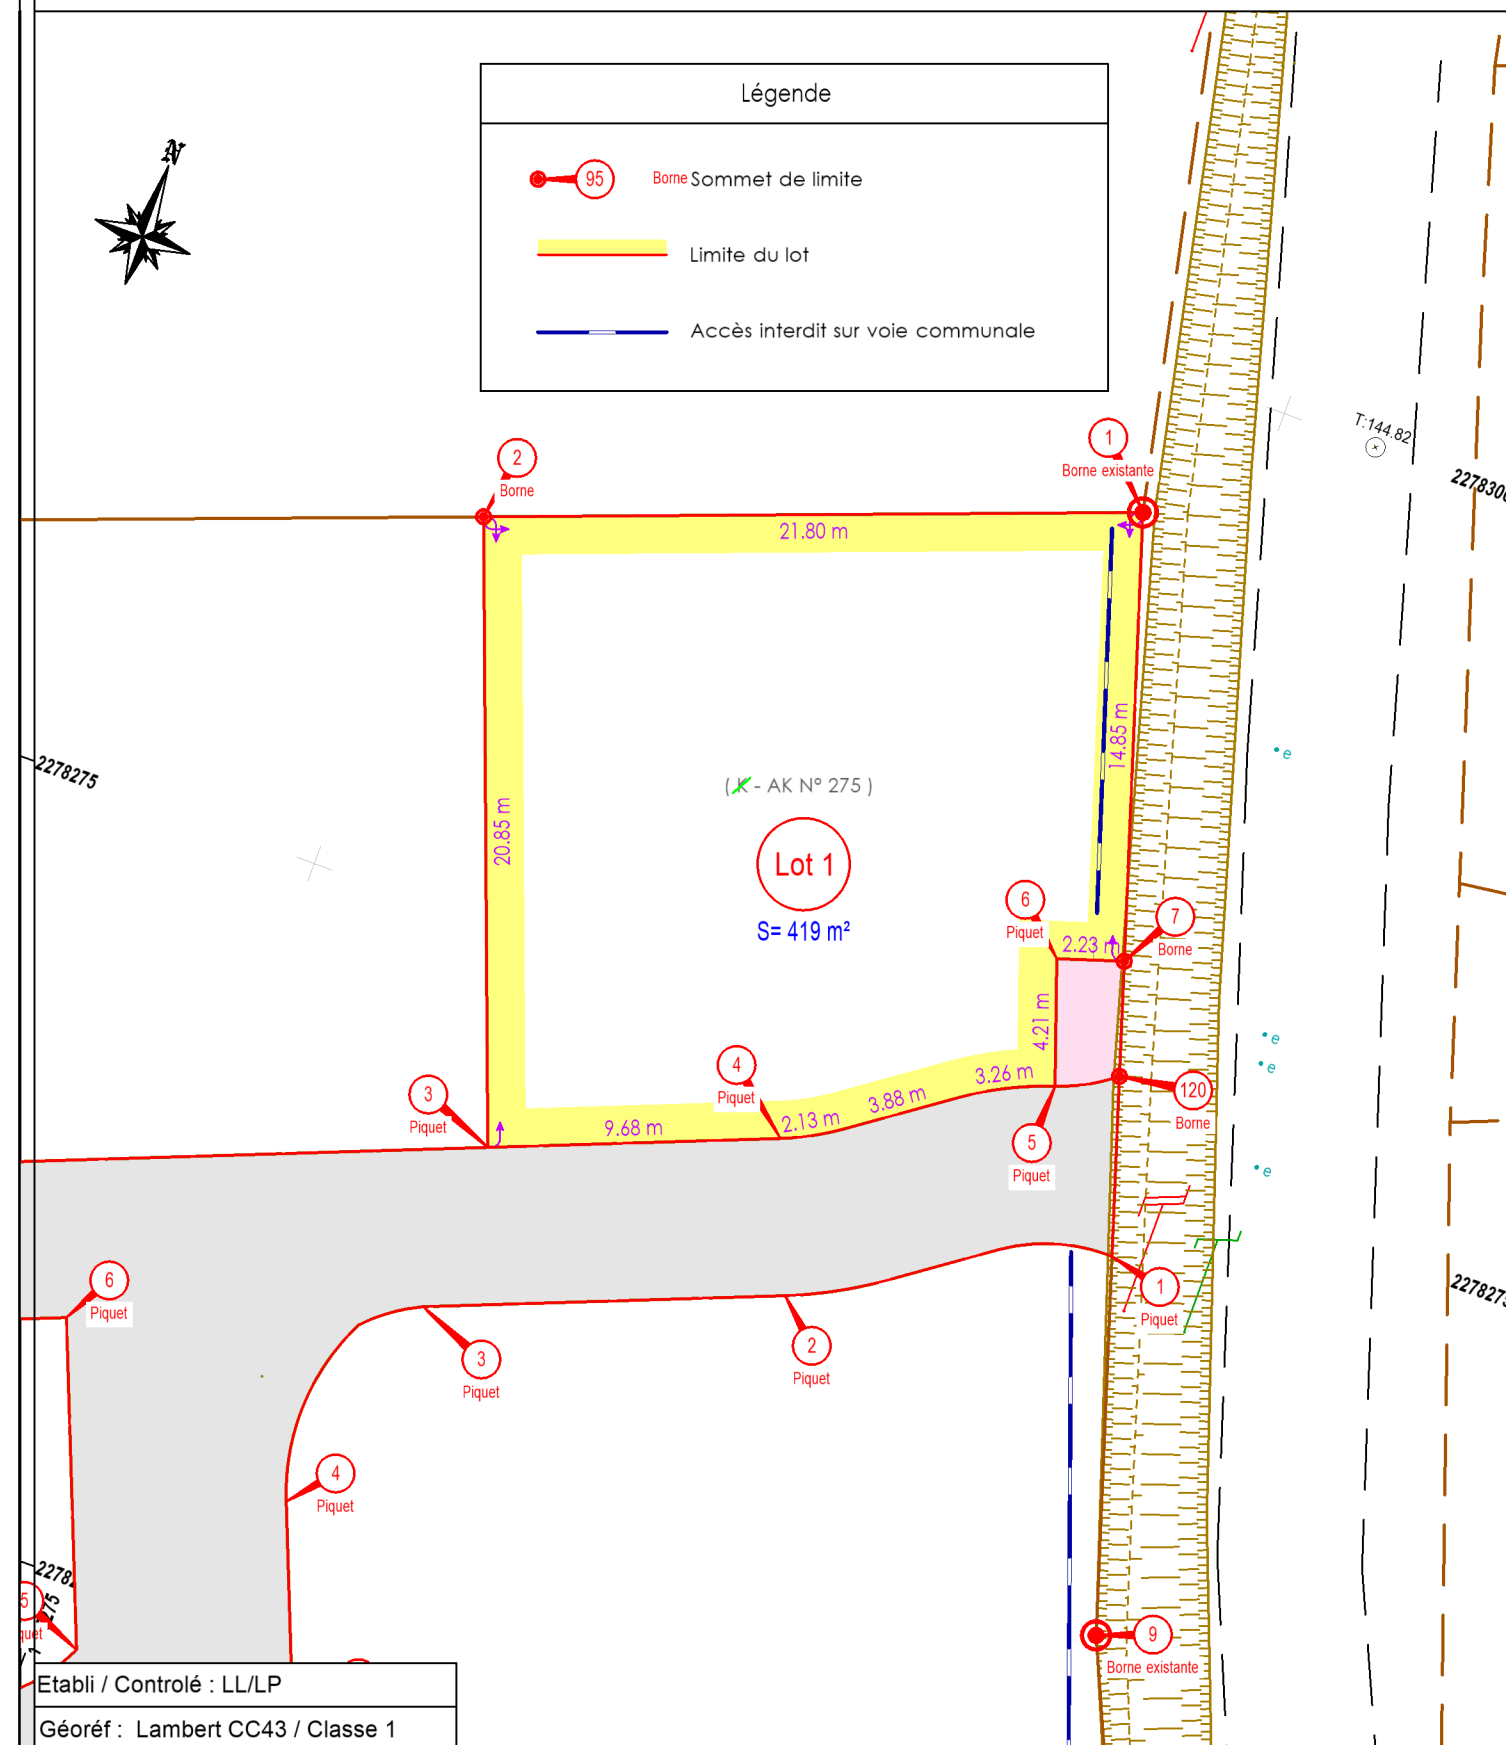 N
Légende
95
Borne
Sommet de limite
Limite du lot
Accès interdit sur voie communale
T:144.82
2
Borne
1
Borne existante
21.80 m
2278300
14.85 m
e
2278275
( K - AK N° 275 )
20.85 m
Lot 1
S= 419 m²
6
Piquet
7
Borne
2.23 m
4.21 m
e
e
4
Piquet
3.26 m
3.88 m
120
Borne
3
Piquet
9.68 m
2.13 m
5
Piquet
e
6
Piquet
1
Piquet
3
Piquet
2
Piquet
4
Piquet
5
9
Borne existante
Etabli / Controlé : LL/LP
Géoréf : Lambert CC43 / Classe 1